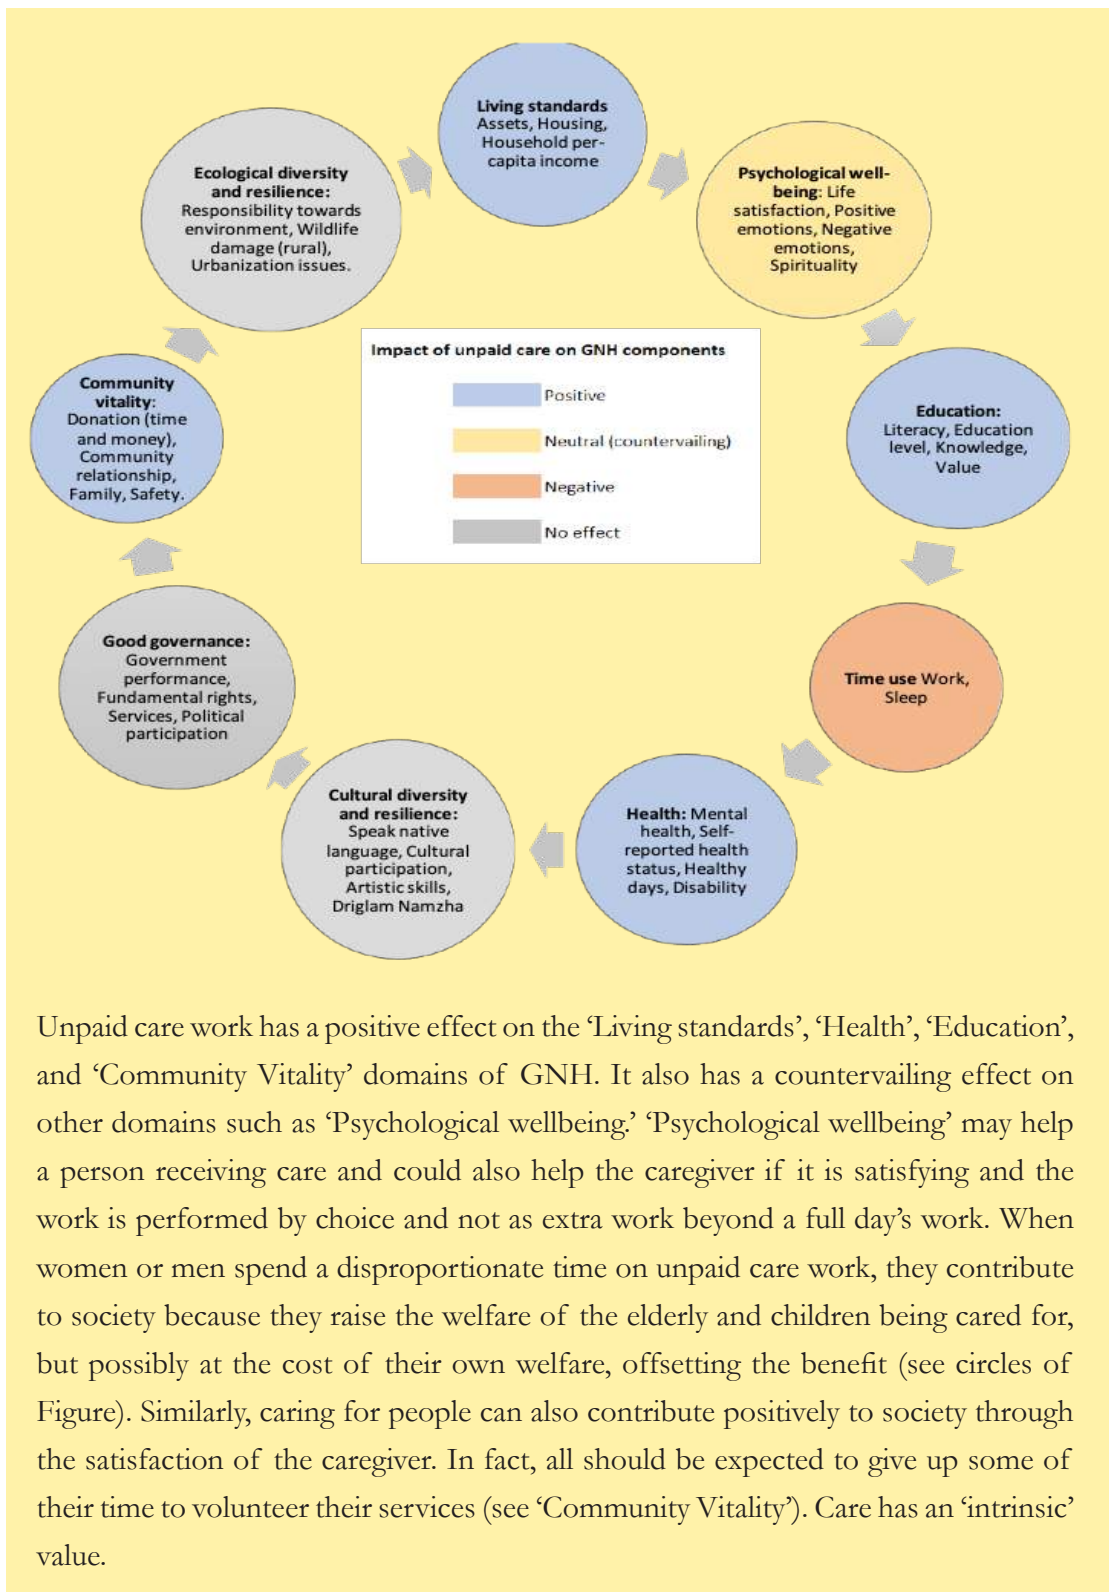 Living standards
Assets, Housing,
Household per-
capita income
Psychological well-
being: Life
satisfaction, Positive
emotions, Negative
emotions,
Spirituality
Education:
Literacy, Education
level, Knowledge,
Value
Time use Work,
Sleep
Health: Mental
health, Self-
reported health
status, Healthy
days, Disability
Cultural diversity
and resilience:
Speak native
language, Cultural
participation,
Artistic skills,
Driglam Namzha
Good governance:
Government
performance,
Fundamental rights,
Services, Political
participation
Community
vitality:
Donation (time
and money),
Community
relationship,
Family, Safety.
Ecological diversity
and resilience:
Responsibility towards
environment, Wildlife
damage (rural),
Urbanization issues.
Impact of unpaid care on GNH components
Positive
Neutral (countervailing)
Negative
No effect
Unpaid care work has a positive effect on the ‘Living standards’, ‘Health’, ‘Education’,
and ‘Community Vitality’ domains of GNH. It also has a countervailing effect on
other domains such as ‘Psychological wellbeing.’ ‘Psychological wellbeing’ may help
a person receiving care and could also help the caregiver if it is satisfying and the
work is performed by choice and not as extra work beyond a full day’s work. When
women or men spend a disproportionate time on unpaid care work, they contribute
to society because they raise the welfare of the elderly and children being cared for,
but possibly at the cost of their own welfare, offsetting the benefit (see circles of
Figure). Similarly, caring for people can also contribute positively to society through
the satisfaction of the caregiver. In fact, all should be expected to give up some of
their time to volunteer their services (see ‘Community Vitality’). Care has an ‘intrinsic’
value.